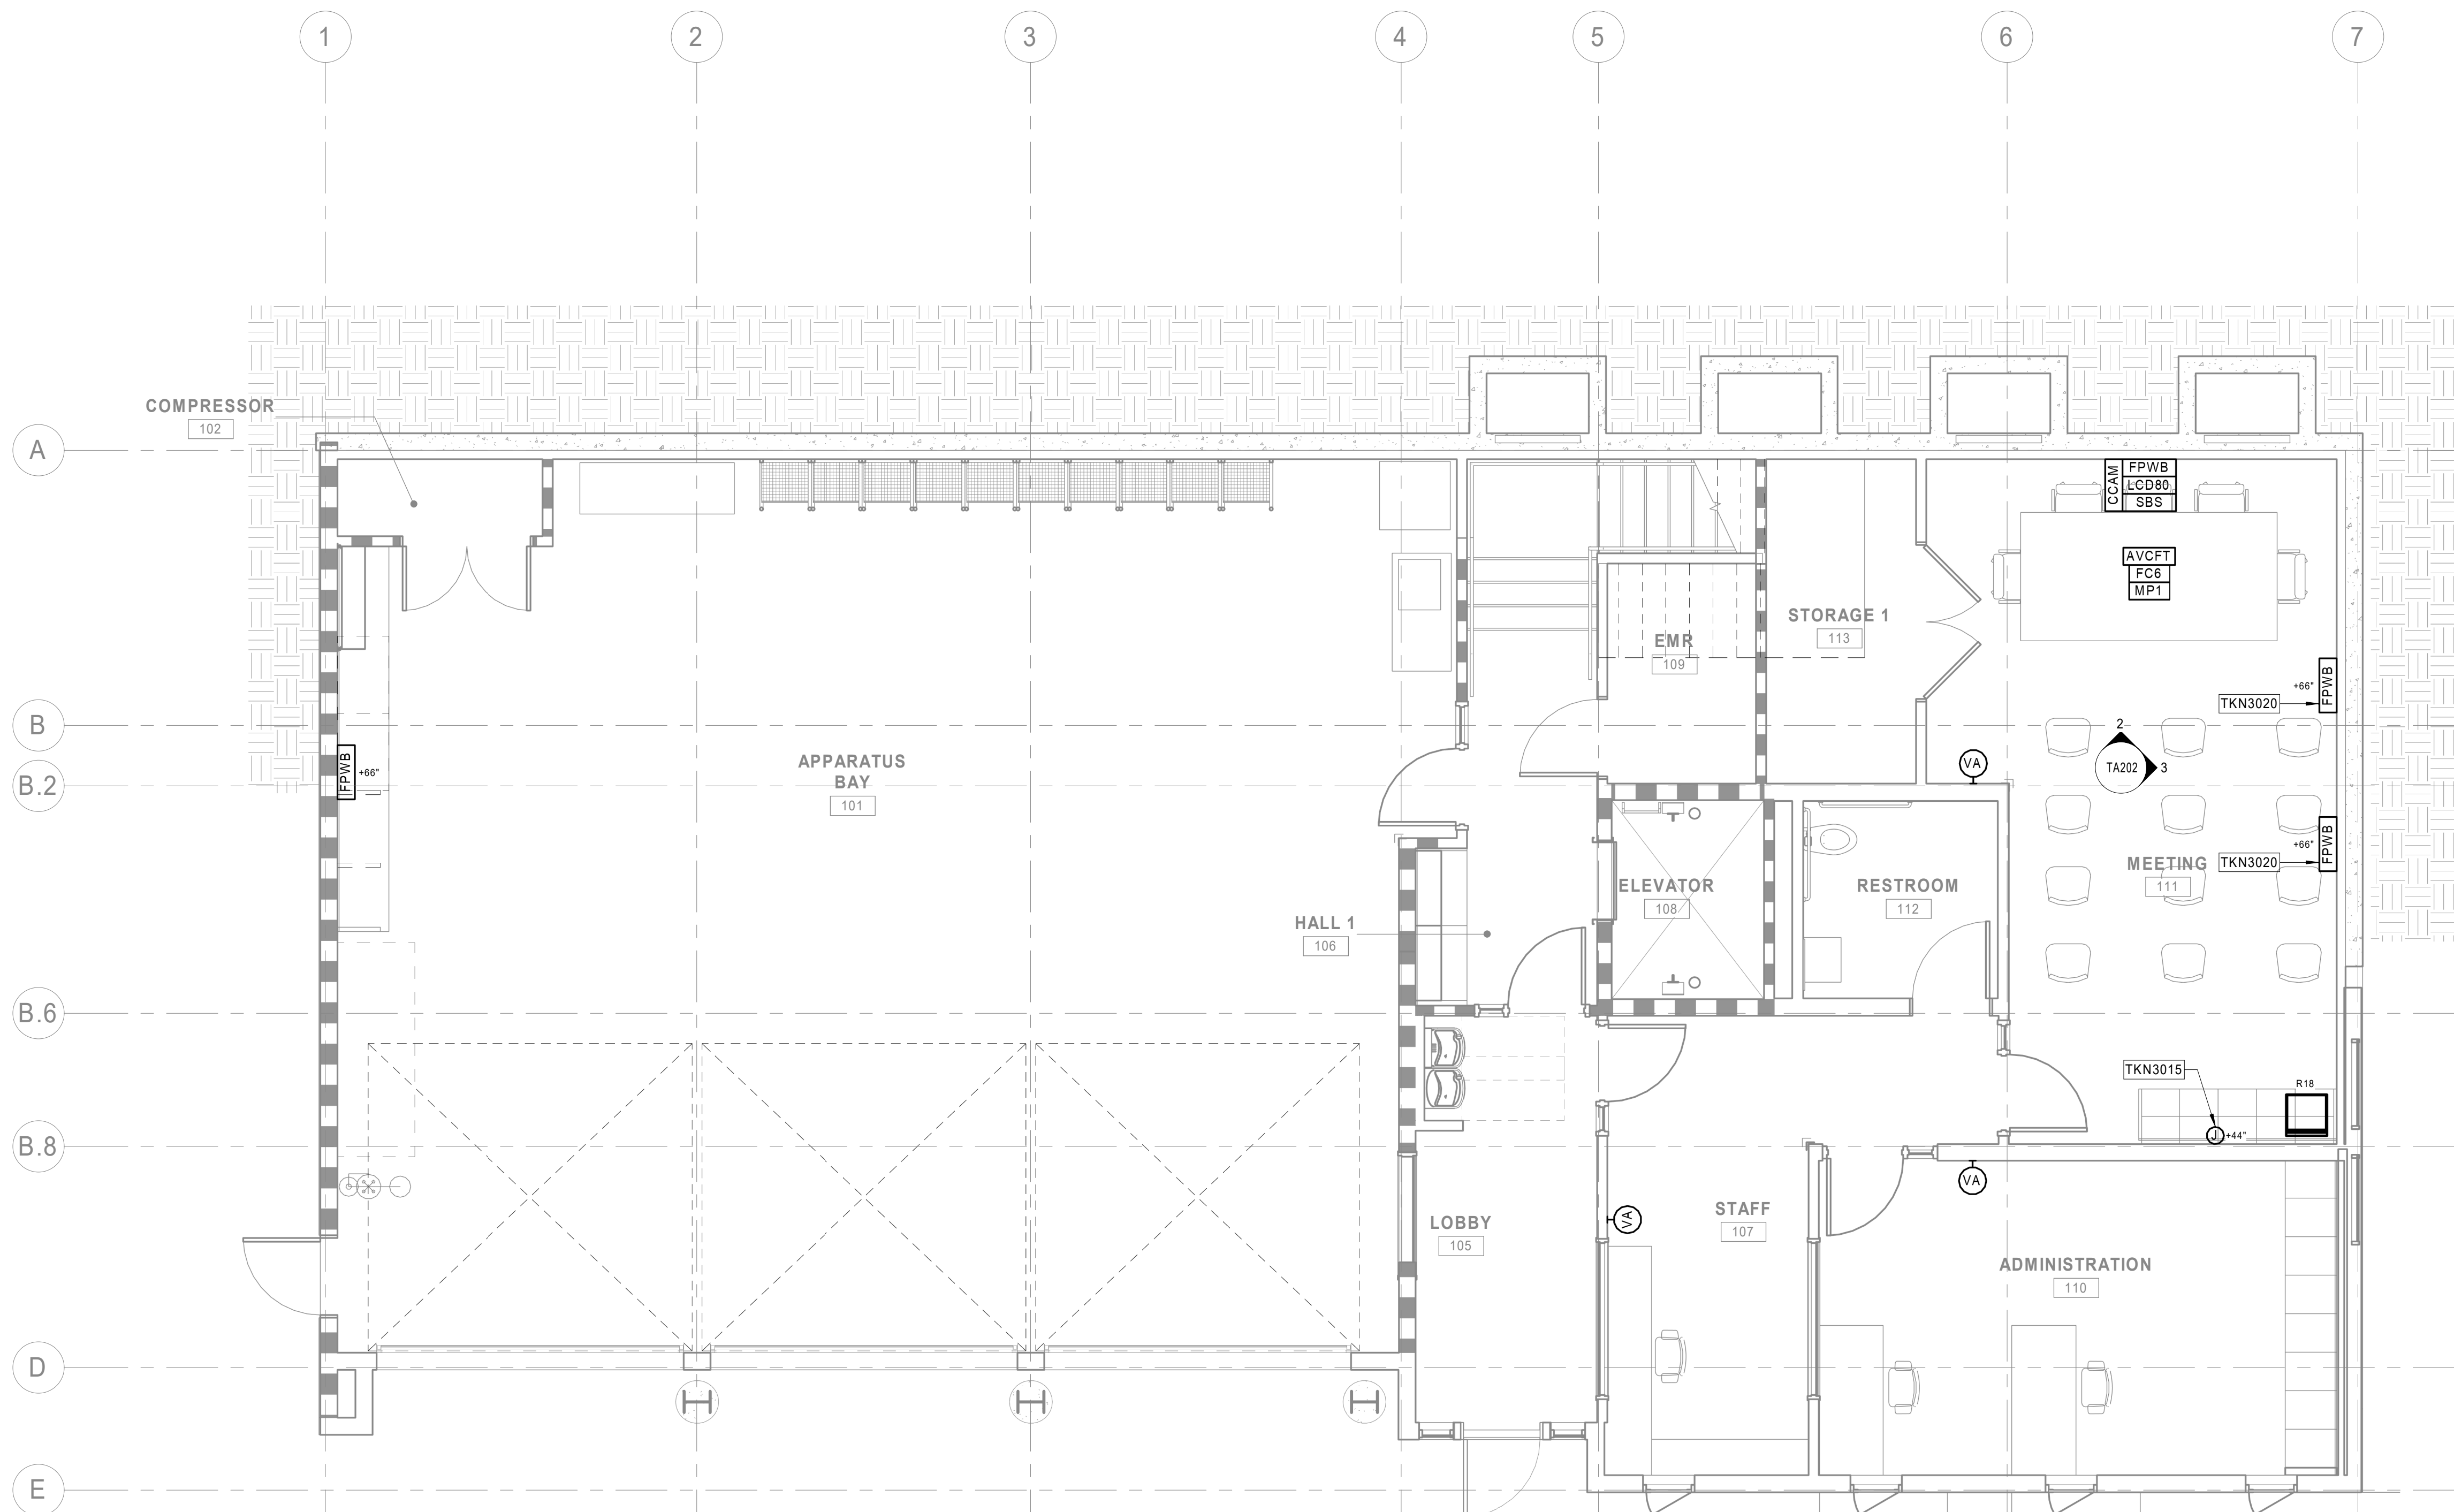 1 2 3 4 5 6 7
COMPRESSOR
102
A
CCAM
FPWB
LCD80
SBS
AVCFT
FC6
MP1
STORAGE 1
113
EMR
109
FPWB
+66"
TKN3020
B
2
TA202
3
VA
APPARATUS
BAY
101
FPWB
+66"
B.2
FPWB
+66"
TKN3020
MEETING
111
ELEVATOR
108
RESTROOM
112
HALL 1
106
B.6
TKN3015
R18
J
+44"
B.8
VA
VA
STAFF
107
LOBBY
105
ADMINISTRATION
110
D
E